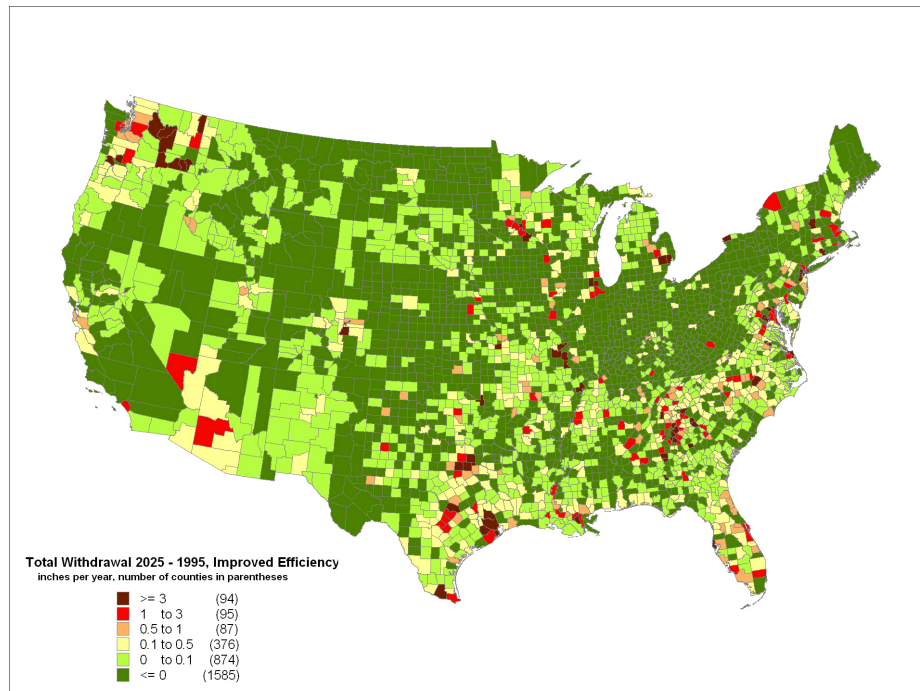 Total Withdrawal 2025 - 1995, Improved Efficiency
inches per year, number of counties in parentheses
>= 3 (94)
1 to 3 (95)
0.5 to 1 (87)
0.1 to 0.5 (376)
0 to 0.1 (874)
<= 0 (1585)